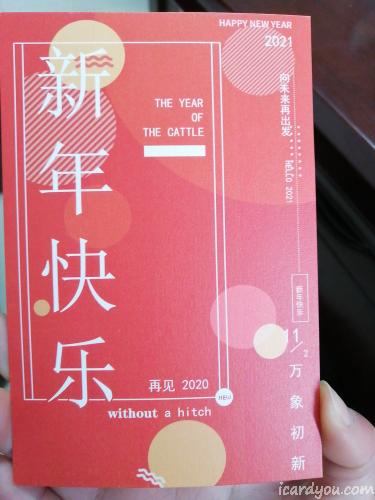 HAPPY NEW YEAR
2021
新年快乐
THE YEAR
OF
THE CATTLE
向未来再出发
HELLO 2021
新年快乐
11/2
万象初新
再见 2020
NEW
without a hitch
icardyou.com